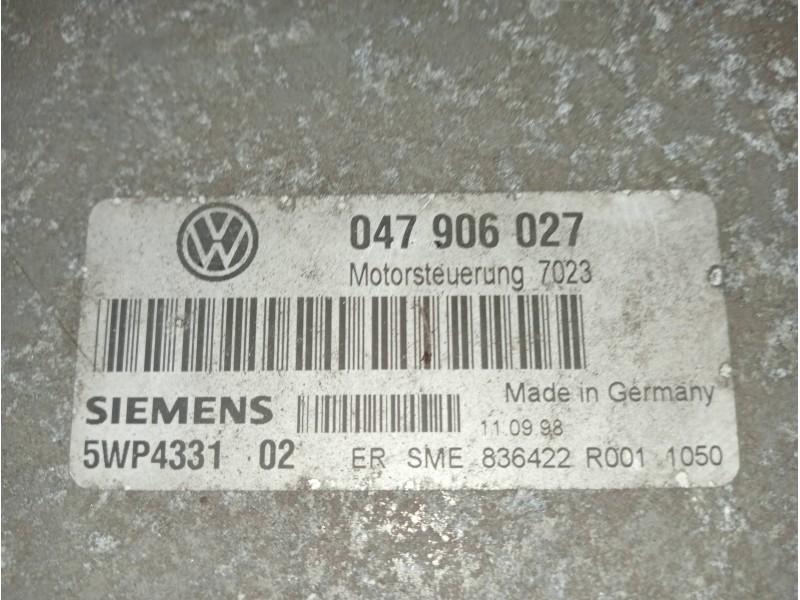 VW
047 906 027
Motorsteuerung 7023
SIEMENS
Made in Germany
11.09.98
5WP4331 02 ER SME 836422 R001 1050